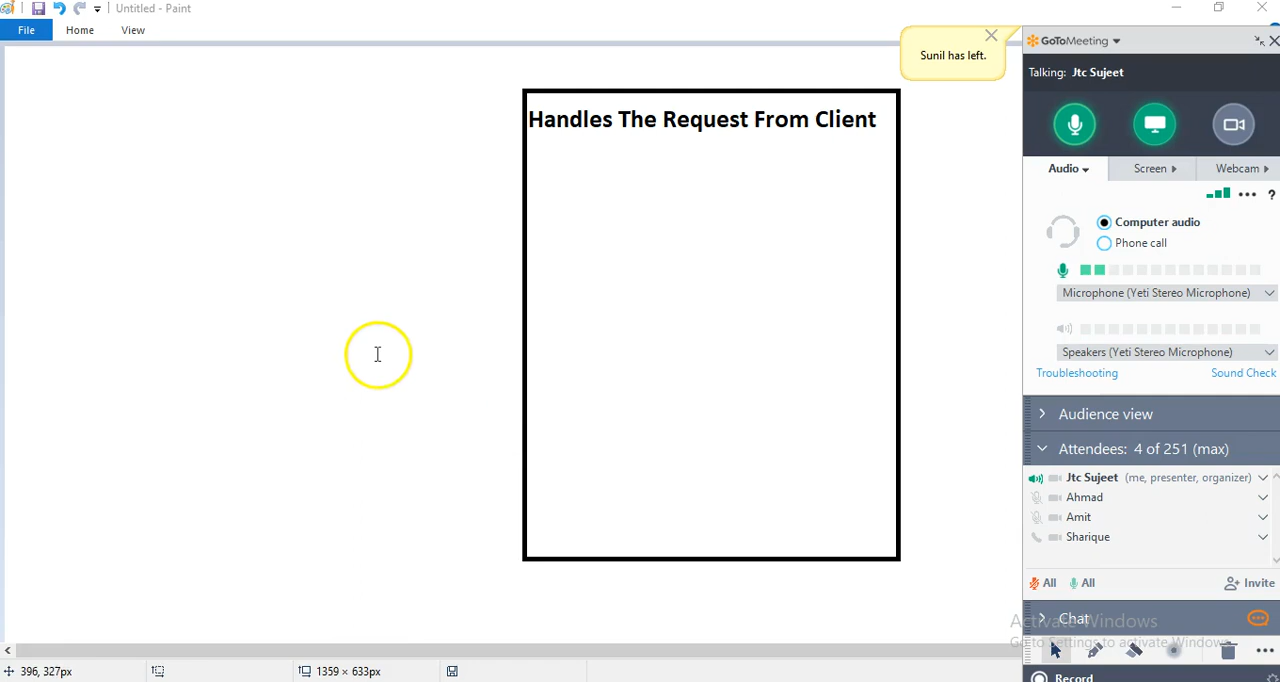 Untitled - Paint
File Home View
Sunil has left.
Handles The Request From Client
GoToMeeting
Talking: Jtc Sujeet
Audio Screen Webcam
?
Computer audio
Phone call
Microphone (Yeti Stereo Microphone)
Speakers (Yeti Stereo Microphone)
Troubleshooting Sound Check
Audience view
Attendees: 4 of 251 (max)
Jtc Sujeet (me, presenter, organizer)
Ahmad
Amit
Sharique
All All Invite
Chat
Activate Windows
Go to Settings to activate Windows.
Record
396, 327px 1359 × 633px